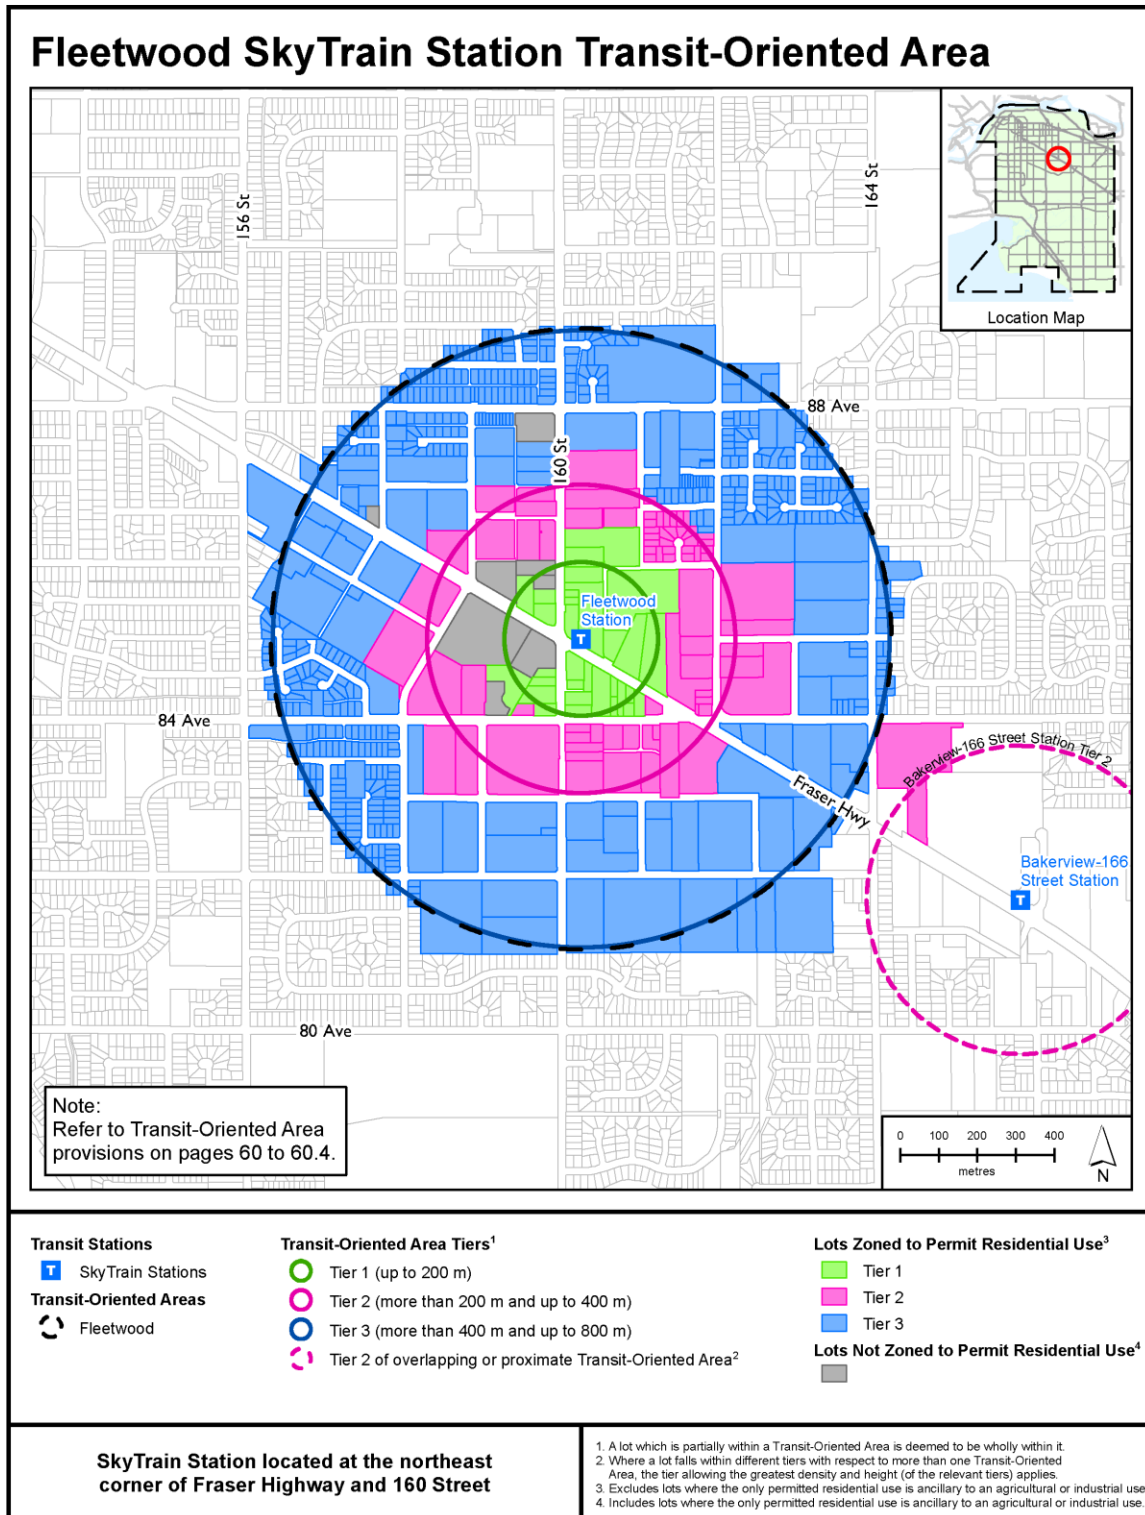 Fleetwood SkyTrain Station Transit-Oriented Area
156 St
164 St
Location Map
88 Ave
160 St
Fleetwood
Station
T
84 Ave
Bakerview-166 Street Station Tier 2
Fraser Hwy
Bakerview-166
Street Station
T
80 Ave
Note:
Refer to Transit-Oriented Area
provisions on pages 60 to 60.4.
0 100 200 300 400
metres
N
Transit Stations
T SkyTrain Stations
Transit-Oriented Areas
Fleetwood
Transit-Oriented Area Tiers¹
Tier 1 (up to 200 m)
Tier 2 (more than 200 m and up to 400 m)
Tier 3 (more than 400 m and up to 800 m)
Tier 2 of overlapping or proximate Transit-Oriented Area²
Lots Zoned to Permit Residential Use³
Tier 1
Tier 2
Tier 3
Lots Not Zoned to Permit Residential Use⁴
SkyTrain Station located at the northeast
corner of Fraser Highway and 160 Street
1. A lot which is partially within a Transit-Oriented Area is deemed to be wholly within it.
2. Where a lot falls within different tiers with respect to more than one Transit-Oriented
Area, the tier allowing the greatest density and height (of the relevant tiers) applies.
3. Excludes lots where the only permitted residential use is ancillary to an agricultural or industrial use
4. Includes lots where the only permitted residential use is ancillary to an agricultural or industrial use.